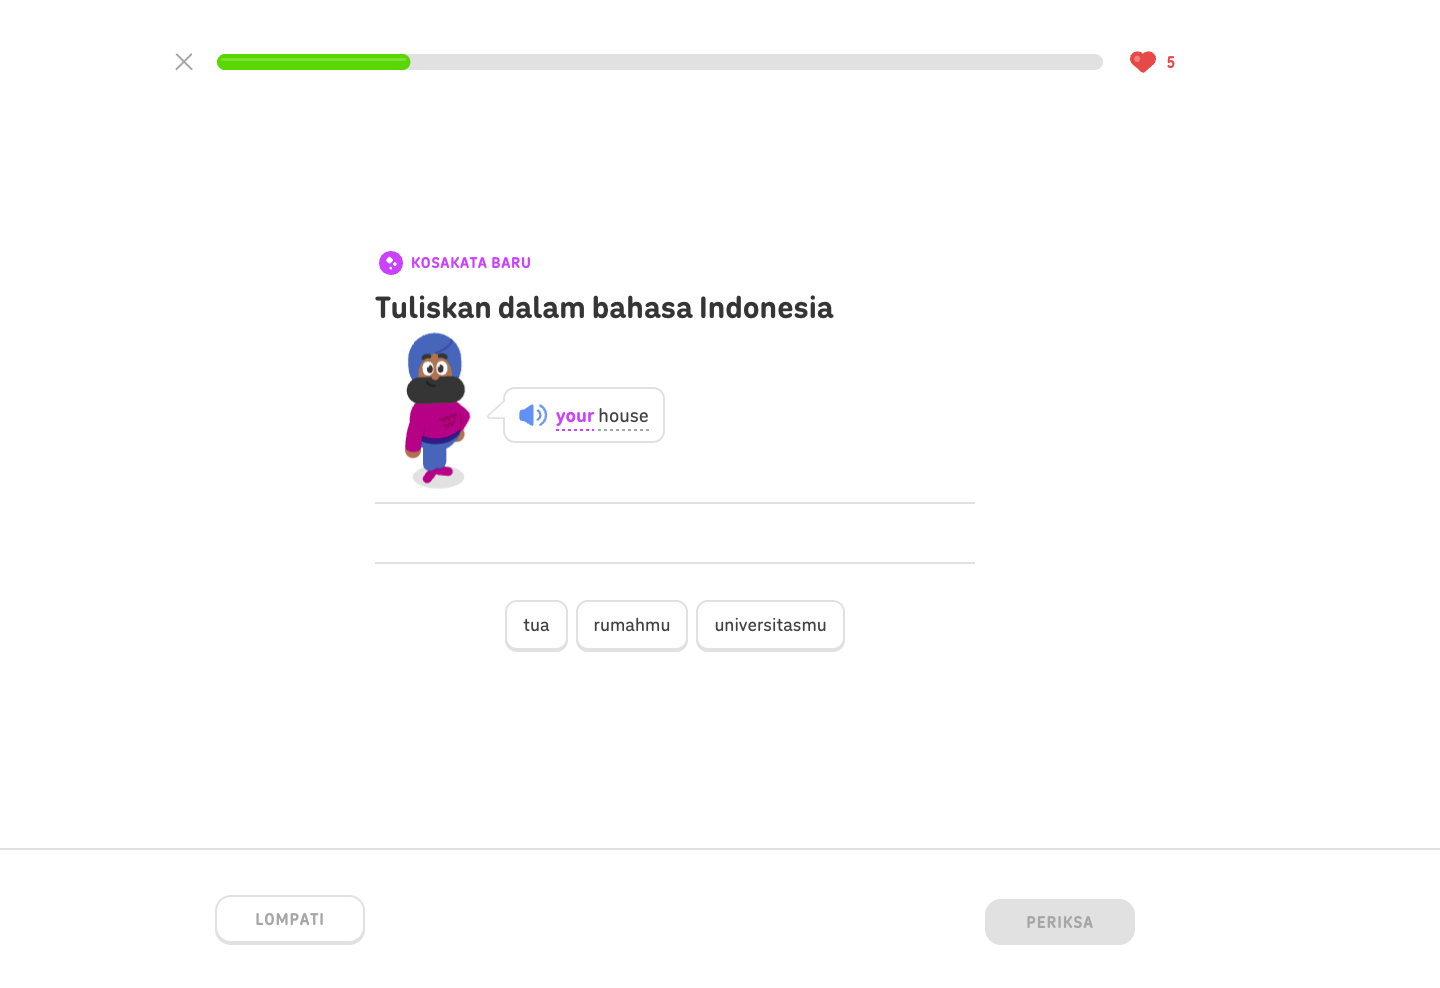 5
KOSAKATA BARU
Tuliskan dalam bahasa Indonesia
your house
tua
rumahmu
universitasmu
LOMPATI
PERIKSA